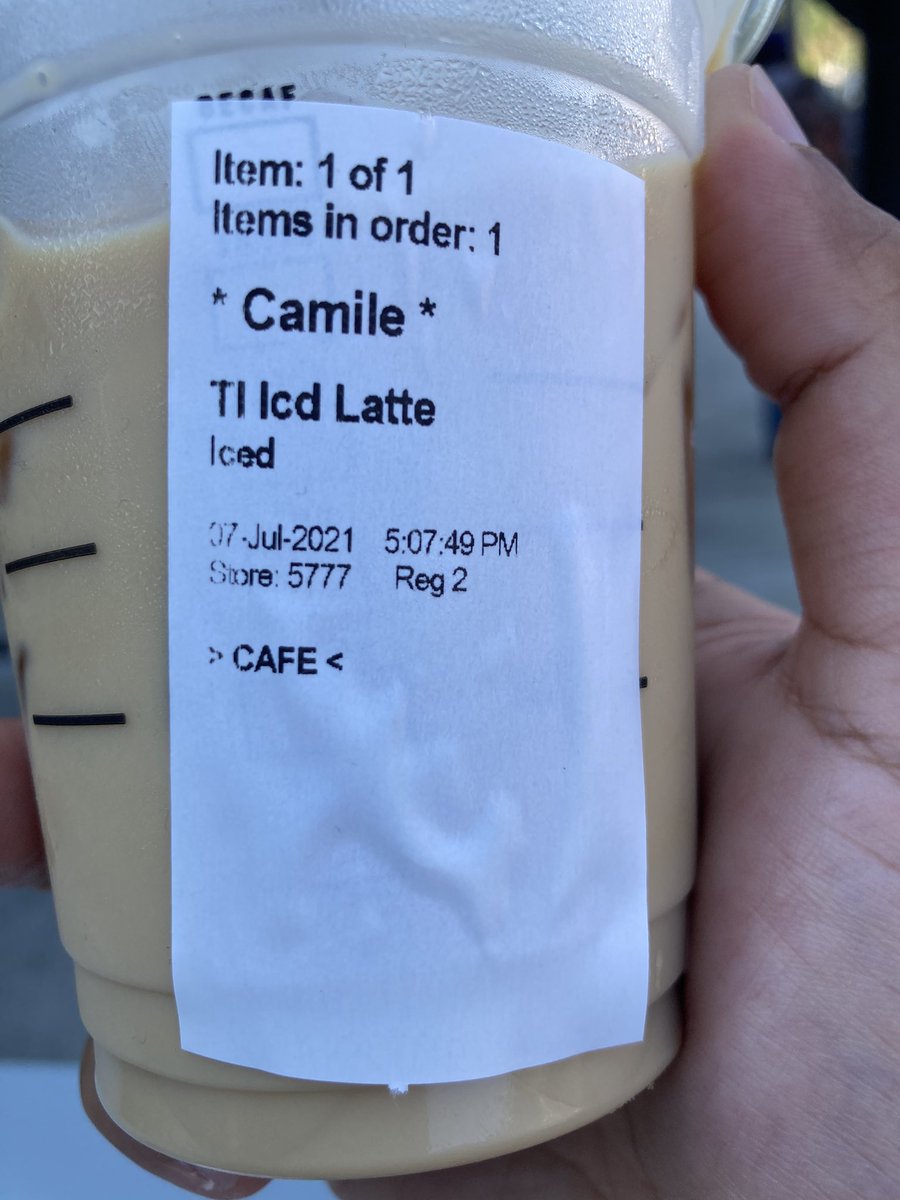 DECAF
Item: 1 of 1
Items in order: 1
* Camile *
Tl Icd Latte
Iced
07-Jul-2021 5:07:49 PM
Store: 5777 Reg 2
> CAFE <